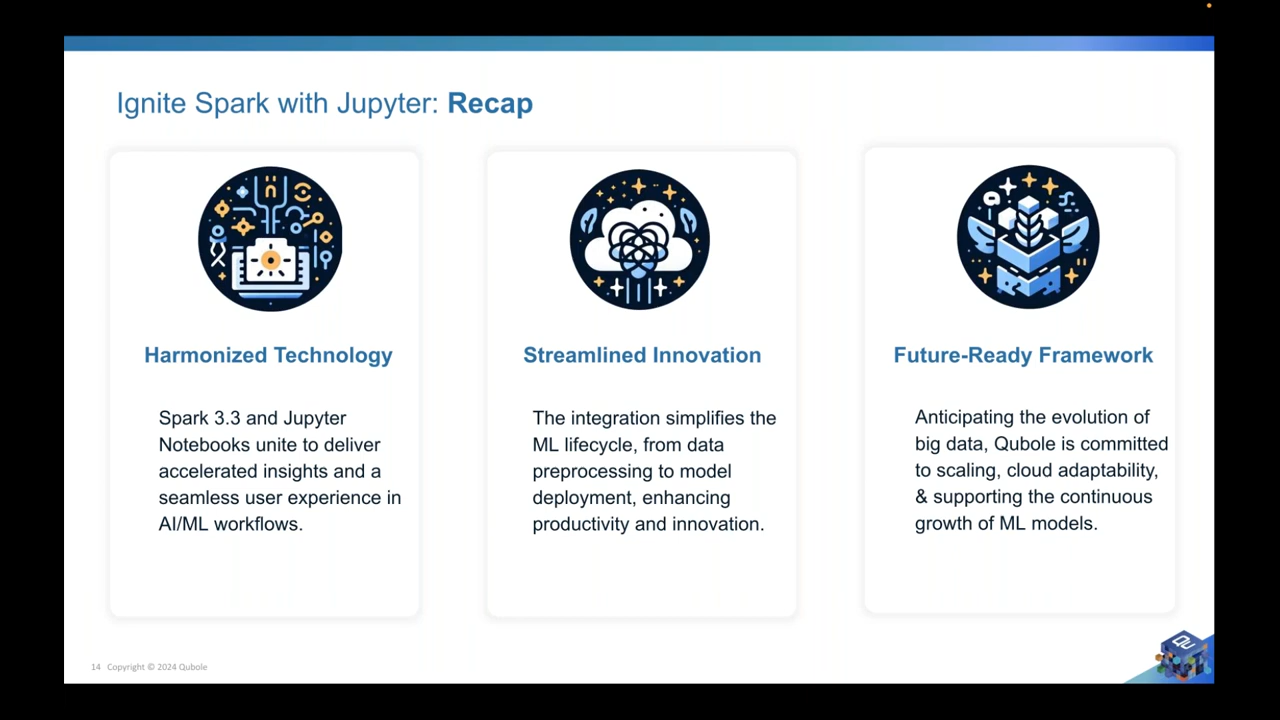 Ignite Spark with Jupyter: Recap
Harmonized Technology
Spark 3.3 and Jupyter
Notebooks unite to deliver
accelerated insights and a
seamless user experience in
AI/ML workflows.
Streamlined Innovation
The integration simplifies the
ML lifecycle, from data
preprocessing to model
deployment, enhancing
productivity and innovation.
Future-Ready Framework
Anticipating the evolution of
big data, Qubole is committed
to scaling, cloud adaptability,
& supporting the continuous
growth of ML models.
14 Copyright © 2024 Qubole
Qu